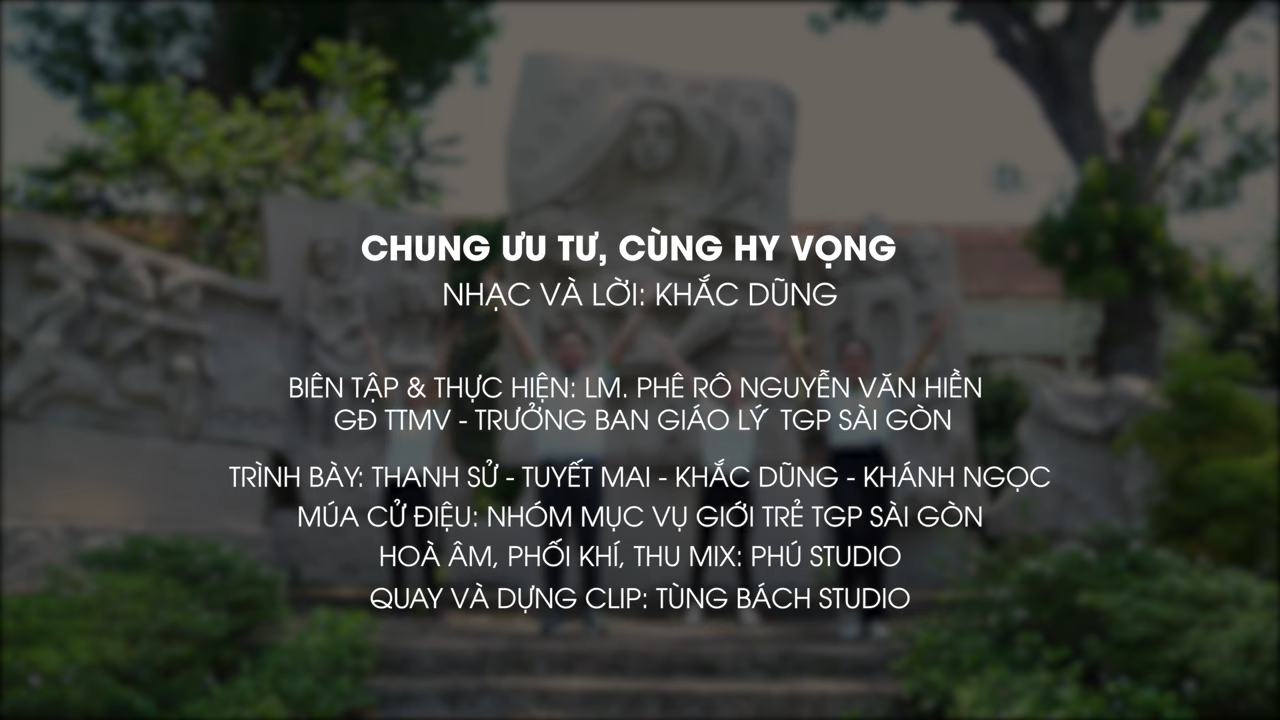 CHUNG ƯU TƯ, CÙNG HY VỌNG
NHẠC VÀ LỜI: KHẮC DŨNG
BIÊN TẬP & THỰC HIỆN: LM. PHÊ RÔ NGUYỄN VĂN HIỀN
GĐ TTMV - TRƯỞNG BAN GIÁO LÝ TGP SÀI GÒN
TRÌNH BÀY: THANH SỬ - TUYẾT MAI - KHẮC DŨNG - KHÁNH NGỌC
MÚA CỬ ĐIỆU: NHÓM MỤC VỤ GIỚI TRẺ TGP SÀI GÒN
HOÀ ÂM, PHỐI KHÍ, THU MIX: PHÚ STUDIO
QUAY VÀ DỰNG CLIP: TÙNG BÁCH STUDIO